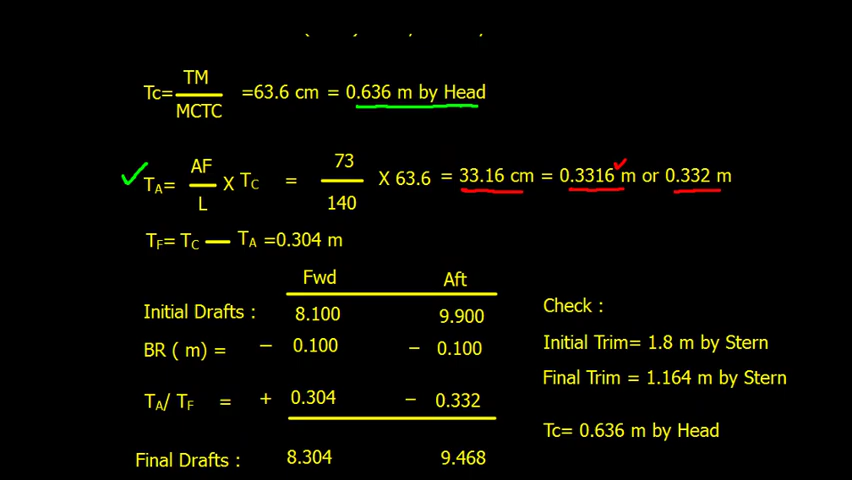 Tc= TM / MCTC =63.6 cm = 0.636 m by Head
TA= AF / L X TC = 73 / 140 X 63.6 = 33.16 cm = 0.3316 m or 0.332 m
TF= TC — TA =0.304 m
Fwd Aft
Initial Drafts : 8.100 9.900
BR ( m) = – 0.100 – 0.100
TA/ TF = + 0.304 – 0.332
Final Drafts : 8.304 9.468
Check :
Initial Trim= 1.8 m by Stern
Final Trim = 1.164 m by Stern
Tc= 0.636 m by Head